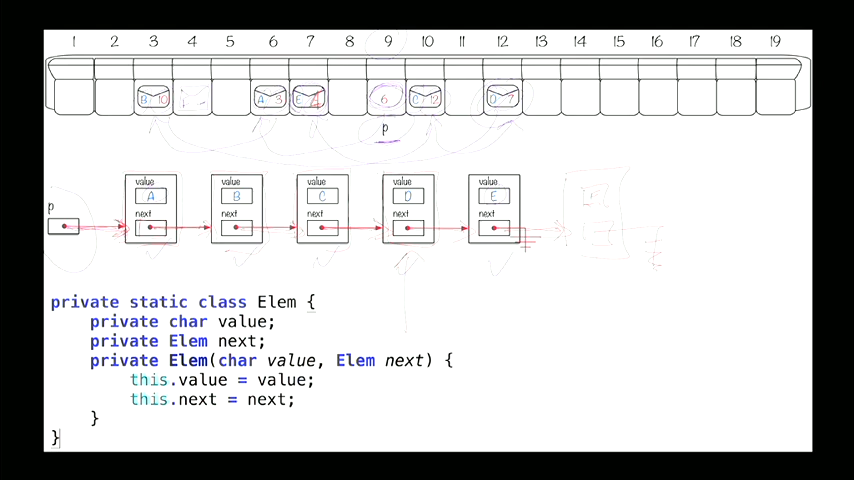 1 2 3 4 5 6 7 8 9 10 11 12 13 14 15 16 17 18 19
B 10 A 3 E 6 C 12 D 7
p
p
value value value value value
A B C D E
next next next next next
private static class Elem {
private char value;
private Elem next;
private Elem(char value, Elem next) {
this.value = value;
this.next = next;
}
}